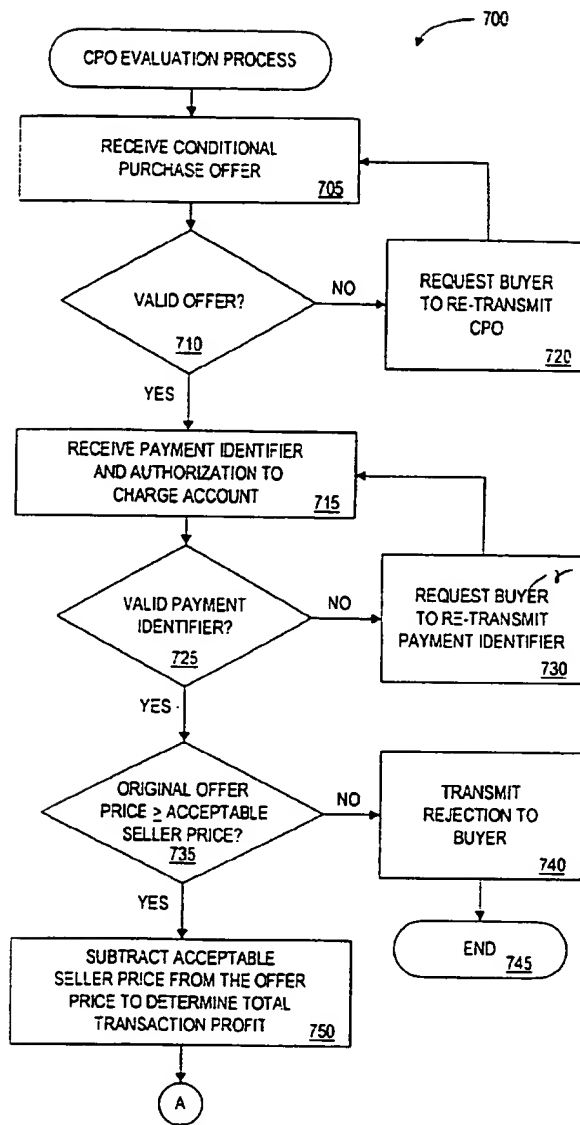 700
CPO EVALUATION PROCESS
RECEIVE CONDITIONAL
PURCHASE OFFER
705
VALID OFFER?
710
NO
REQUEST BUYER
TO RE-TRANSMIT
CPO
720
YES
RECEIVE PAYMENT IDENTIFIER
AND AUTHORIZATION TO
CHARGE ACCOUNT
715
VALID PAYMENT
IDENTIFIER?
725
NO
REQUEST BUYER
TO RE-TRANSMIT
PAYMENT IDENTIFIER
730
YES
ORIGINAL OFFER
PRICE ≥ ACCEPTABLE
SELLER PRICE?
735
NO
TRANSMIT
REJECTION TO
BUYER
740
YES
END
745
SUBTRACT ACCEPTABLE
SELLER PRICE FROM THE OFFER
PRICE TO DETERMINE TOTAL
TRANSACTION PROFIT
750
A